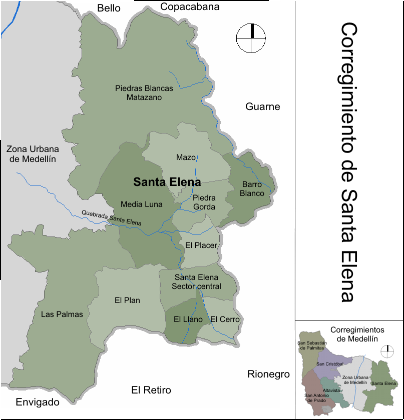 Bello
Copacabana
Piedras Blancas
Matazano
Guarne
Zona Urbana
de Medellín
Mazo
Santa Elena
Barro
Blanco
Media Luna
Piedra
Gorda
Quebrada Santa Elena
El Placer
Santa Elena
Sector central
El Plan
Las Palmas
El Llano
El Cerro
Rionegro
El Retiro
Envigado
Corregimiento de Santa Elena
Corregimientos
de Medellín
San Sebastián
de Palmitas
San Cristóbal
Zona Urbana
de Medellín
Santa Elena
Altavista
San Antonio
de Prado